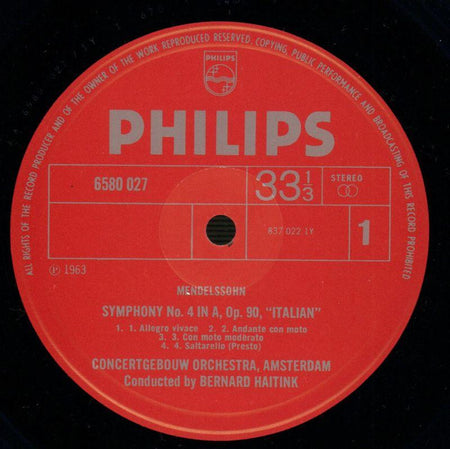 ALL RIGHTS OF THE RECORD PRODUCER AND OF THE OWNER OF THE WORK REPRODUCED RESERVED. COPYING, PUBLIC PERFORMANCE AND BROADCASTING OF THIS RECORD PROHIBITED
PHILIPS
PHILIPS
6580 027
33 1/3
STEREO
837 022 1Y
1
℗ 1963
MENDELSSOHN
SYMPHONY No. 4 IN A, Op. 90, "ITALIAN"
1. 1. Allegro vivace 2. 2. Andante con moto
3. 3. Con moto moderato
4. 4. Saltarello (Presto)
CONCERTGEBOUW ORCHESTRA, AMSTERDAM
Conducted by BERNARD HAITINK